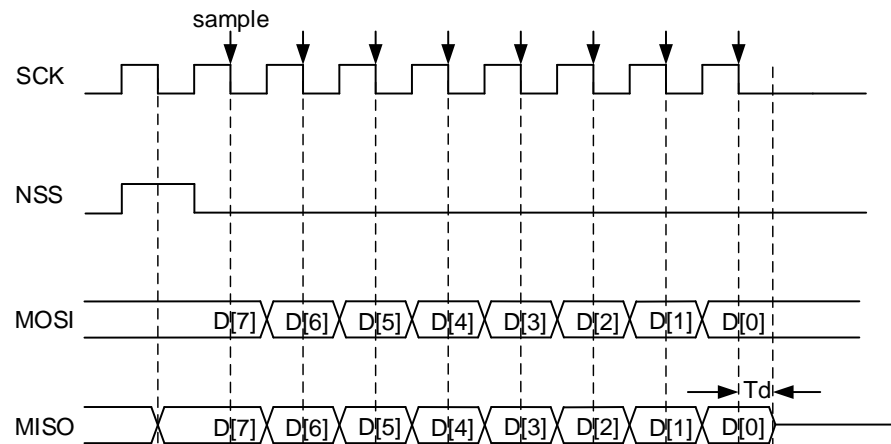 sample
SCK
NSS
MOSI D[7] D[6] D[5] D[4] D[3] D[2] D[1] D[0]
Td
MISO D[7] D[6] D[5] D[4] D[3] D[2] D[1] D[0]